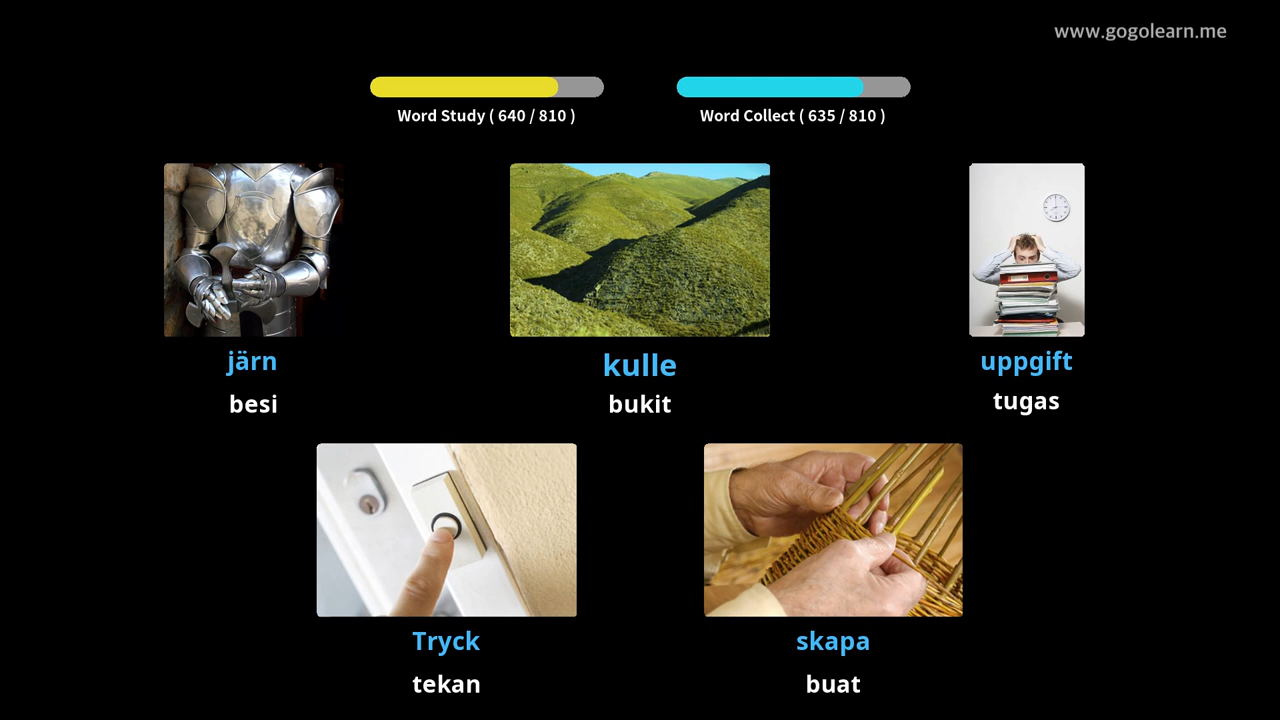 www.gogolearn.me
Word Study ( 640 / 810 )
Word Collect ( 635 / 810 )
järn
besi
kulle
bukit
uppgift
tugas
Tryck
tekan
skapa
buat